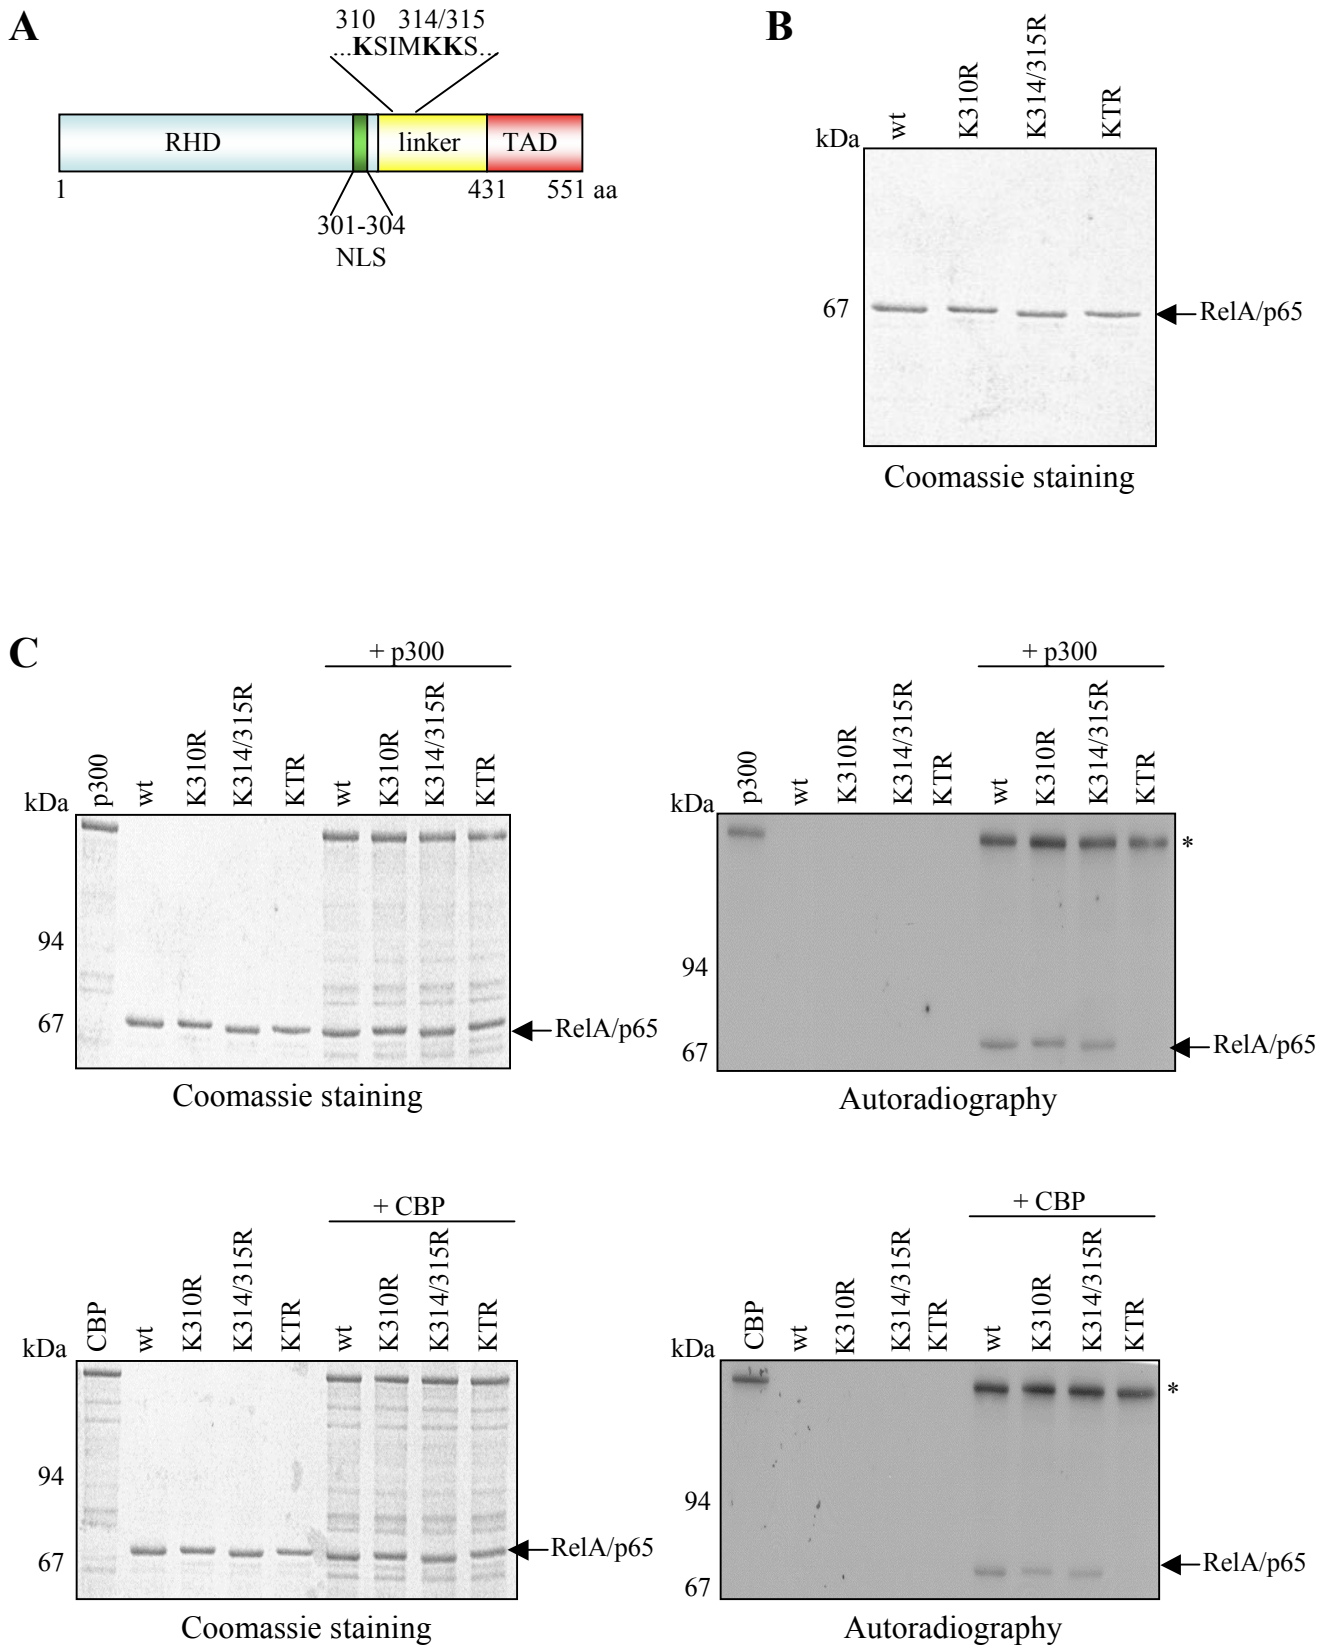 A
310 314/315
...KSIMKKS...
RHD
linker
TAD
1
431
551 aa
301-304
NLS
B
kDa
wt
K310R
K314/315R
KTR
67
RelA/p65
Coomassie staining
C
+ p300
kDa
p300
wt
K310R
K314/315R
KTR
wt
K310R
K314/315R
KTR
94
67
RelA/p65
Coomassie staining
+ p300
kDa
p300
wt
K310R
K314/315R
KTR
wt
K310R
K314/315R
KTR
*
94
67
RelA/p65
Autoradiography
+ CBP
kDa
CBP
wt
K310R
K314/315R
KTR
wt
K310R
K314/315R
KTR
94
67
RelA/p65
Coomassie staining
+ CBP
kDa
CBP
wt
K310R
K314/315R
KTR
wt
K310R
K314/315R
KTR
*
94
67
RelA/p65
Autoradiography